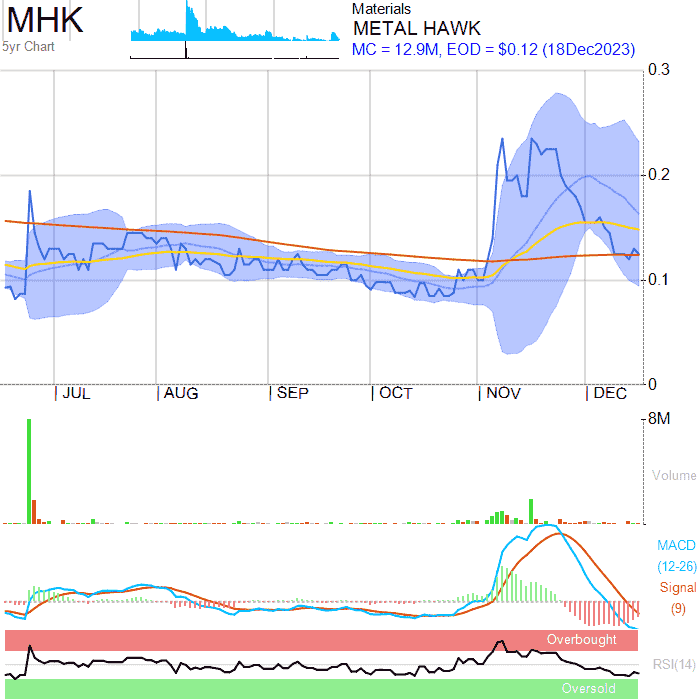 MHK
5yr Chart
Materials
METAL HAWK
MC = 12.9M, EOD = $0.12 (18Dec2023)
0.3
0.2
0.1
0
JUL AUG SEP OCT NOV DEC
8M
Volume
MACD
(12-26)
Signal
(9)
Overbought
RSI(14)
Oversold